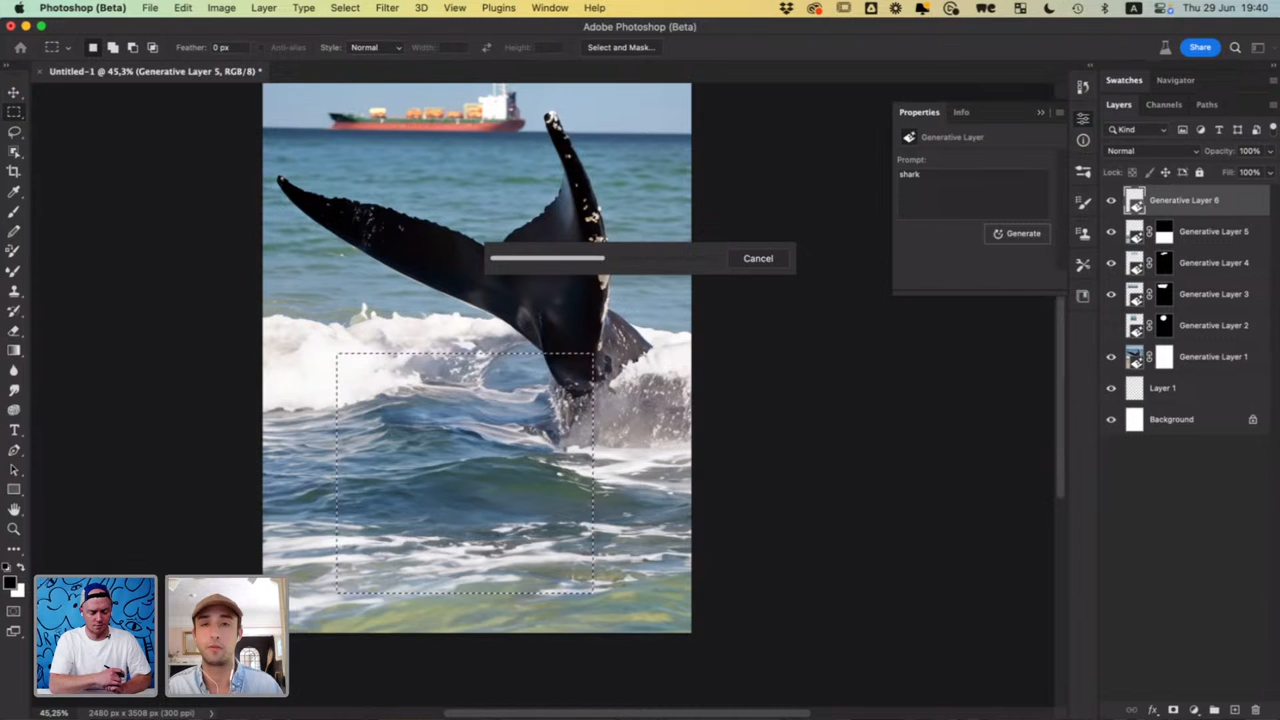 Photoshop (Beta) File Edit Image Layer Type Select Filter 3D View Plugins Window Help A Thu 29 Jun 19:40
Adobe Photoshop (Beta)
Feather: 0 px Anti-alias Style: Normal Width: Height: Select and Mask... Share
Untitled-1 @ 45,3% (Generative Layer 5, RGB/8) *
Swatches Navigator
Properties Info
Layers Channels Paths
Kind
Generative Layer
Normal Opacity: 100%
Prompt:
shark
Lock: Fill: 100%
Generative Layer 6
Generate
Generative Layer 5
Cancel
Generative Layer 4
Generative Layer 3
Generative Layer 2
Generative Layer 1
Layer 1
Background
45,25% 2480 px x 3508 px (300 ppi)